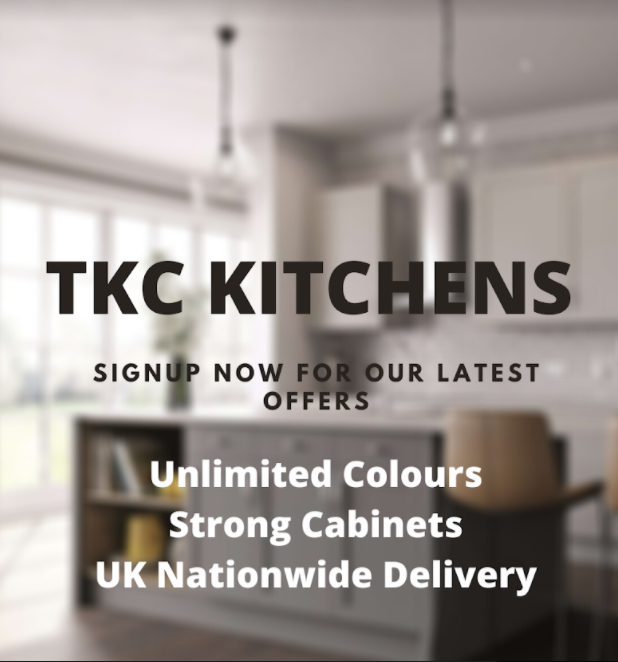 TKC KITCHENS
SIGNUP NOW FOR OUR LATEST
OFFERS
Unlimited Colours
Strong Cabinets
UK Nationwide Delivery